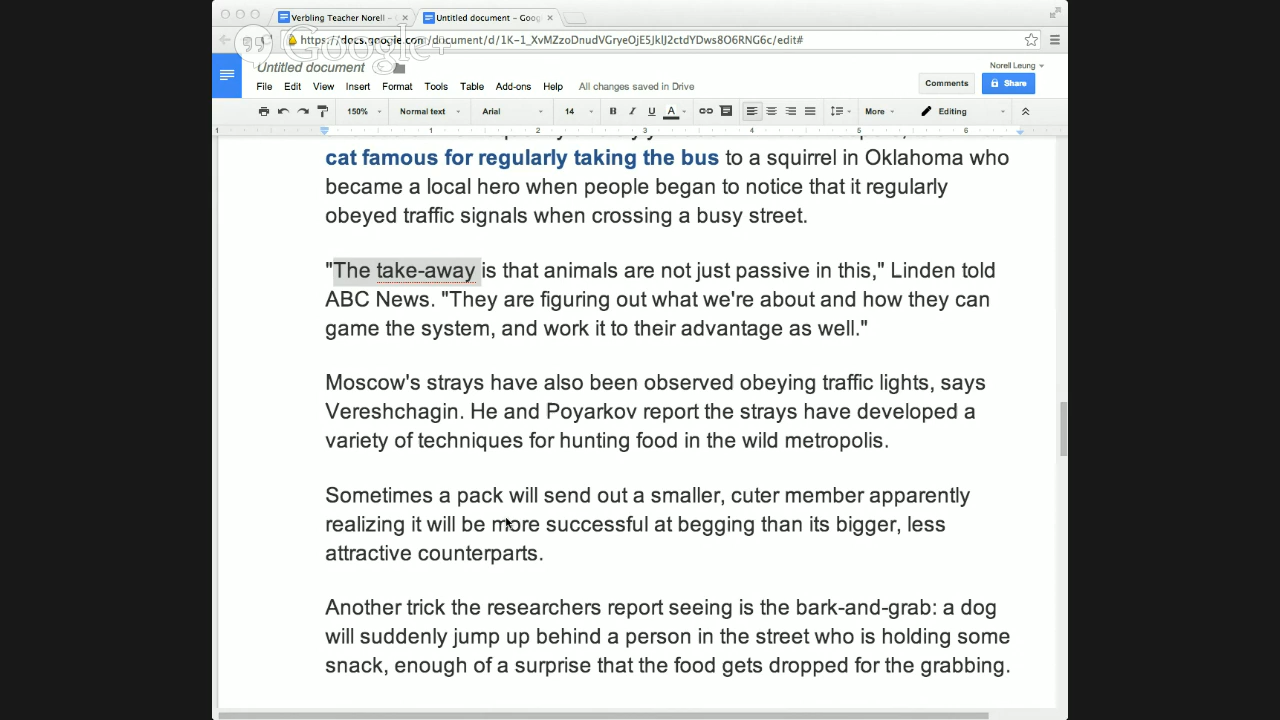 Verbling Teacher Norell –
Untitled document – Goog
https://docs.google.com/document/d/1K-1_XvMZzoDnudVGryeOjE5JklJ2ctdYDws8O6RNG6c/edit#
Google+
Untitled document
Norell Leung
File Edit View Insert Format Tools Table Add-ons Help All changes saved in Drive
Comments
Share
150% Normal text Arial 14 B I U A More Editing
1 1 2 3 4 5 6
cat famous for regularly taking the bus to a squirrel in Oklahoma who
became a local hero when people began to notice that it regularly
obeyed traffic signals when crossing a busy street.
"The take-away is that animals are not just passive in this," Linden told
ABC News. "They are figuring out what we're about and how they can
game the system, and work it to their advantage as well."
Moscow's strays have also been observed obeying traffic lights, says
Vereshchagin. He and Poyarkov report the strays have developed a
variety of techniques for hunting food in the wild metropolis.
Sometimes a pack will send out a smaller, cuter member apparently
realizing it will be more successful at begging than its bigger, less
attractive counterparts.
Another trick the researchers report seeing is the bark-and-grab: a dog
will suddenly jump up behind a person in the street who is holding some
snack, enough of a surprise that the food gets dropped for the grabbing.